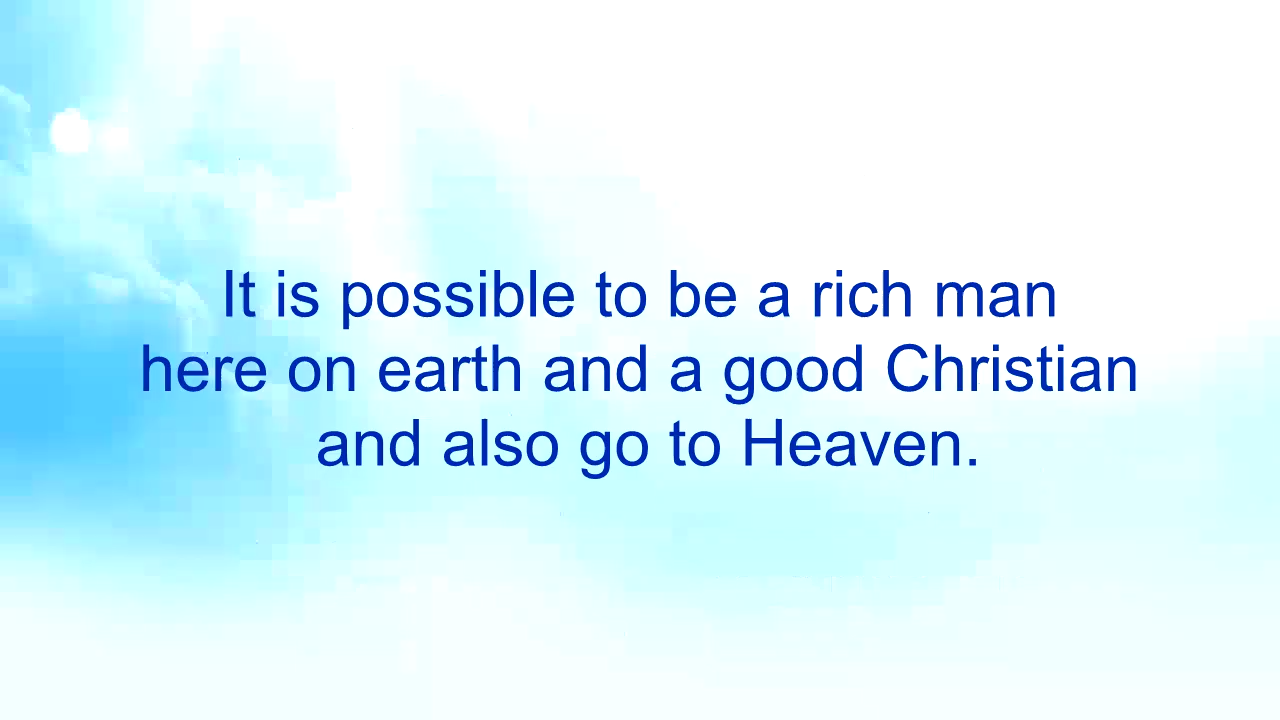 It is possible to be a rich man
here on earth and a good Christian
and also go to Heaven.